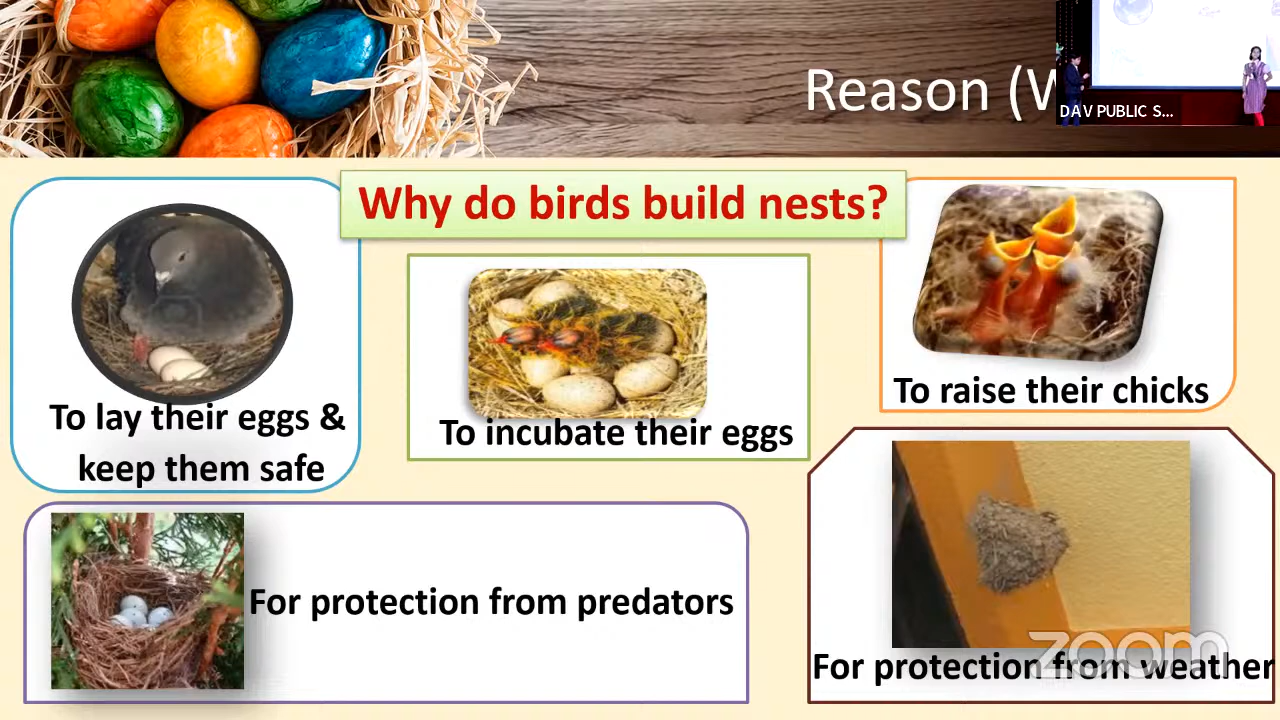 Reason (W
DAV PUBLIC S...
Why do birds build nests?
To lay their eggs &
keep them safe
To incubate their eggs
To raise their chicks
For protection from predators
For protection from weather
zoom